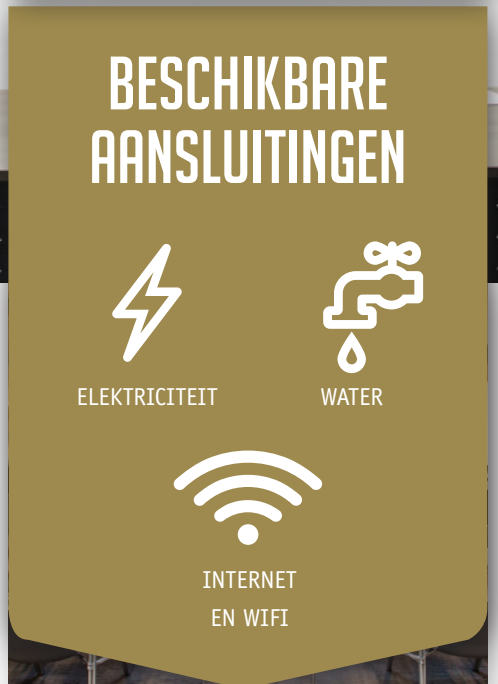 BESCHIKBARE
AANSLUITINGEN
ELEKTRICITEIT
WATER
INTERNET
EN WIFI